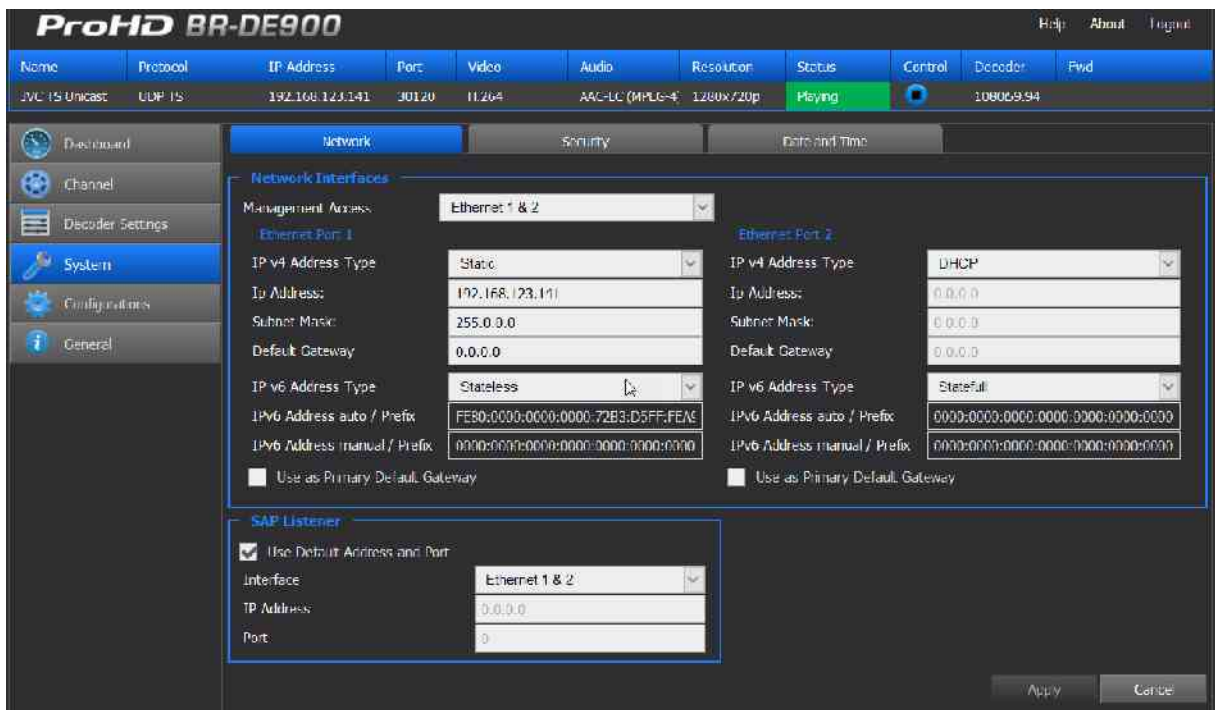 ProHD BR-DE900
Help About Logout
Name Protocol IP Address Port Video Audio Resolution Status Control Decoder Fwd
JVC TS Unicast UDP TS 192.168.123.141 30120 H.264 AAC-LC (MPEG-4) 1280x720p Playing 108069.94
Dashboard
Channel
Decoder Settings
System
Configurations
General
Network Security Date and Time
Network Interfaces
Management Access Ethernet 1 & 2
Ethernet Port 1 Ethernet Port 2
IP v4 Address Type Static IP v4 Address Type DHCP
Ip Address: 192.168.123.141 Ip Address: 0.0.0.0
Subnet Mask: 255.0.0.0 Subnet Mask: 0.0.0.0
Default Gateway 0.0.0.0 Default Gateway 0.0.0.0
IP v6 Address Type Stateless IP v6 Address Type Statefull
IPv6 Address auto / Prefix FE80:0000:0000:0000:72B3:D5FF:FEA9 IPv6 Address auto / Prefix 0000:0000:0000:0000:0000:0000:0000
IPv6 Address manual / Prefix 0000:0000:0000:0000:0000:0000:0000 IPv6 Address manual / Prefix 0000:0000:0000:0000:0000:0000:0000
Use as Primary Default Gateway Use as Primary Default Gateway
SAP Listener
Use Default Address and Port
Interface Ethernet 1 & 2
IP Address 0.0.0.0
Port 0
Apply Cancel